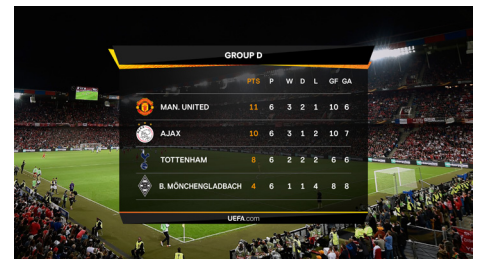 GROUP D
PTS P W D L GF GA
MAN. UNITED 11 6 3 2 1 10 6
AJAX 10 6 3 1 2 10 7
TOTTENHAM 8 6 2 2 2 6 6
B. MÖNCHENGLADBACH 4 6 1 1 4 8 8
UEFA.com